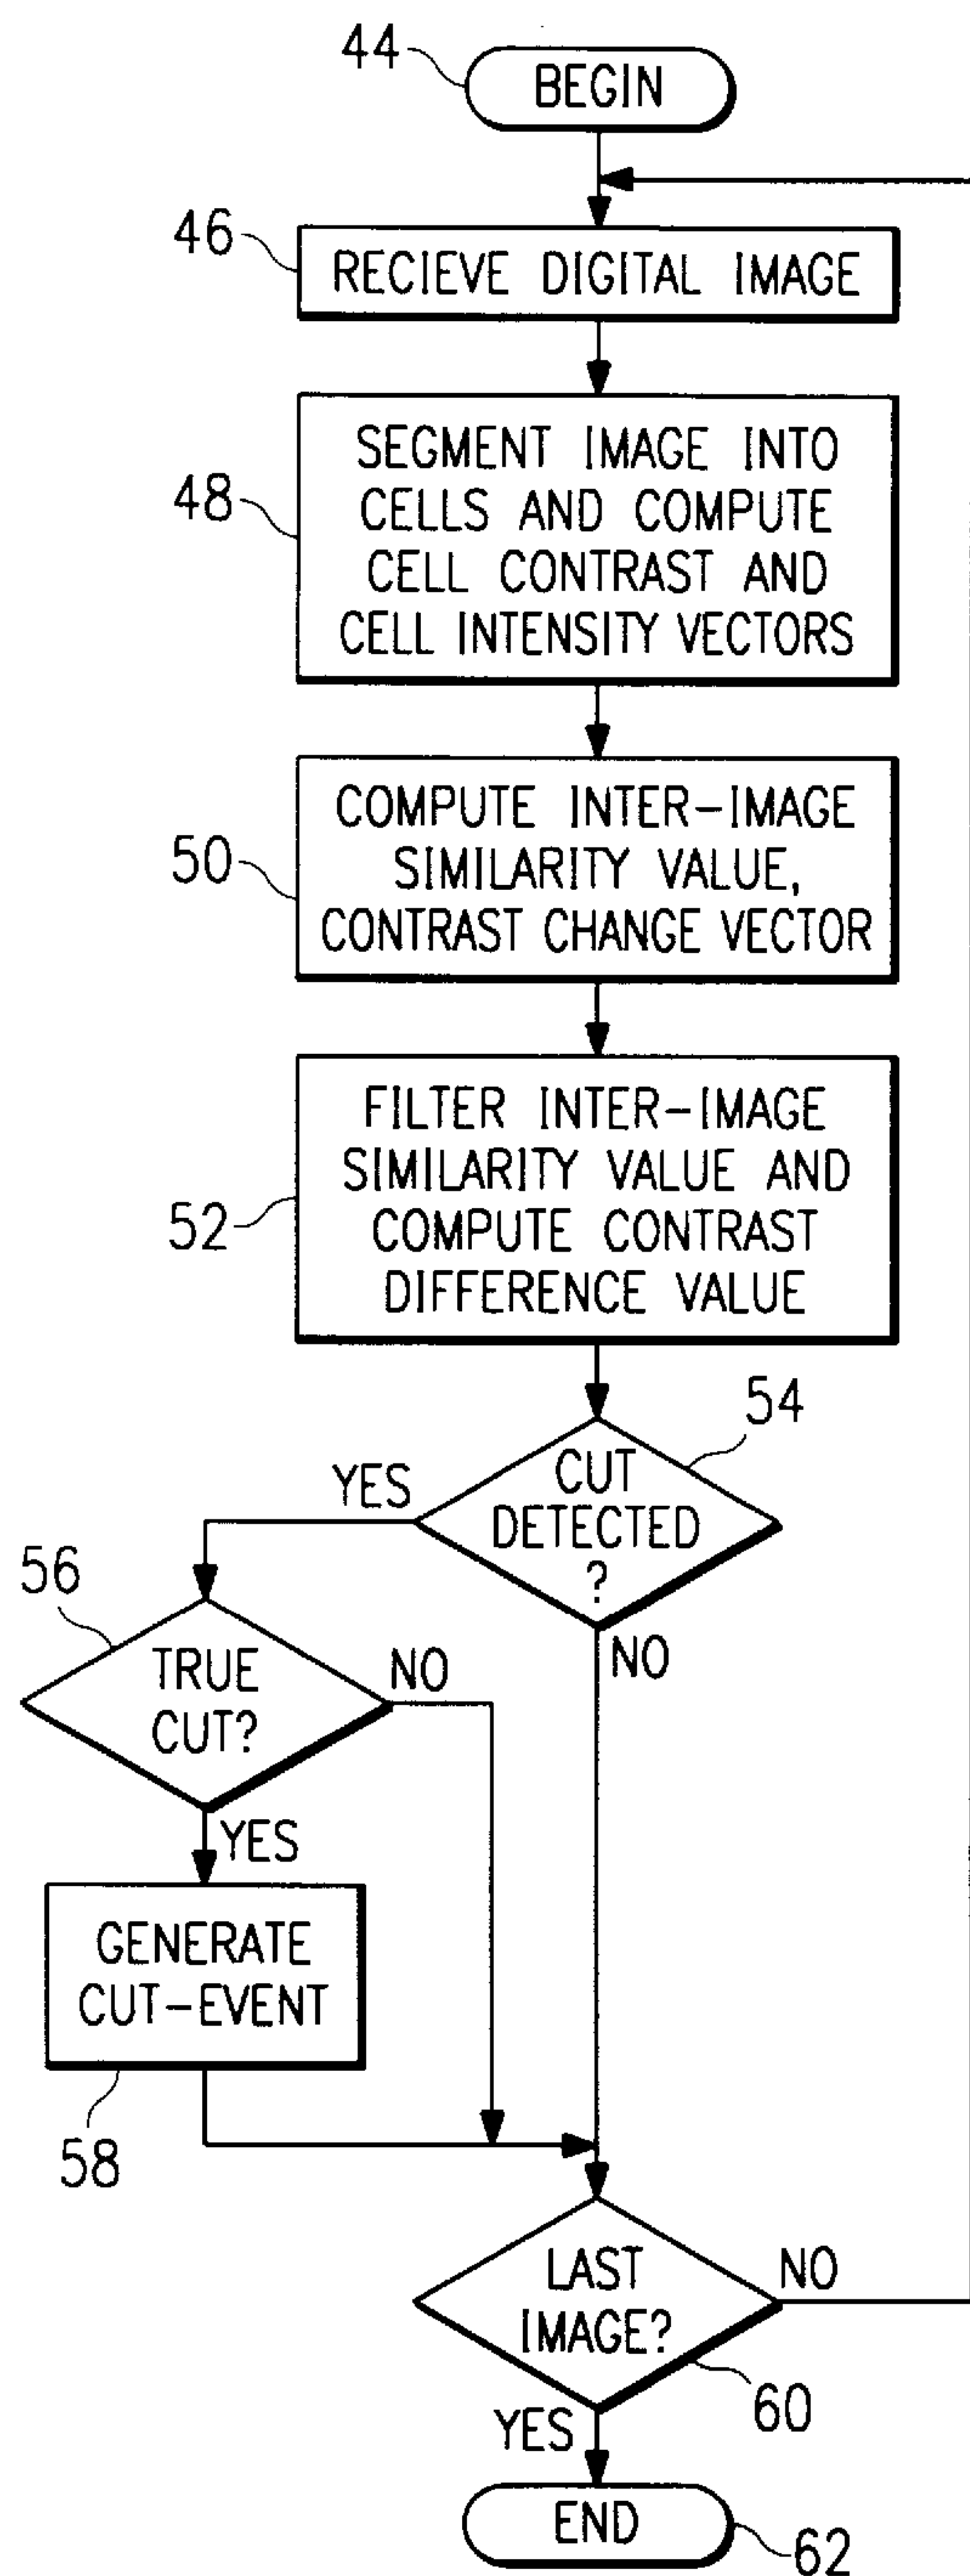 44
BEGIN
46
RECIEVE DIGITAL IMAGE
48
SEGMENT IMAGE INTO
CELLS AND COMPUTE
CELL CONTRAST AND
CELL INTENSITY VECTORS
50
COMPUTE INTER-IMAGE
SIMILARITY VALUE,
CONTRAST CHANGE VECTOR
52
FILTER INTER-IMAGE
SIMILARITY VALUE AND
COMPUTE CONTRAST
DIFFERENCE VALUE
54
CUT
DETECTED
?
YES
NO
56
TRUE
CUT?
NO
YES
GENERATE
CUT-EVENT
58
LAST
IMAGE?
NO
60
YES
END
62